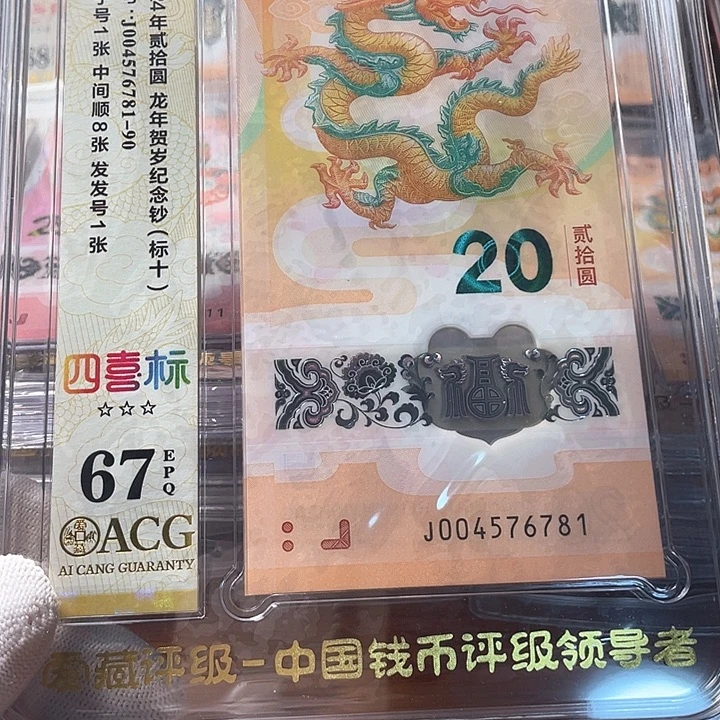 4年贰拾圆 龙年贺岁纪念钞（标十）
：J004576781-90
号1张 中间顺8张 发发号1张
四喜标
☆☆☆
67
EPQ
ACG
AI CANG GUARANTY
20
贰拾圆
福
J004576781
藏评级-中国钱币评级领导者